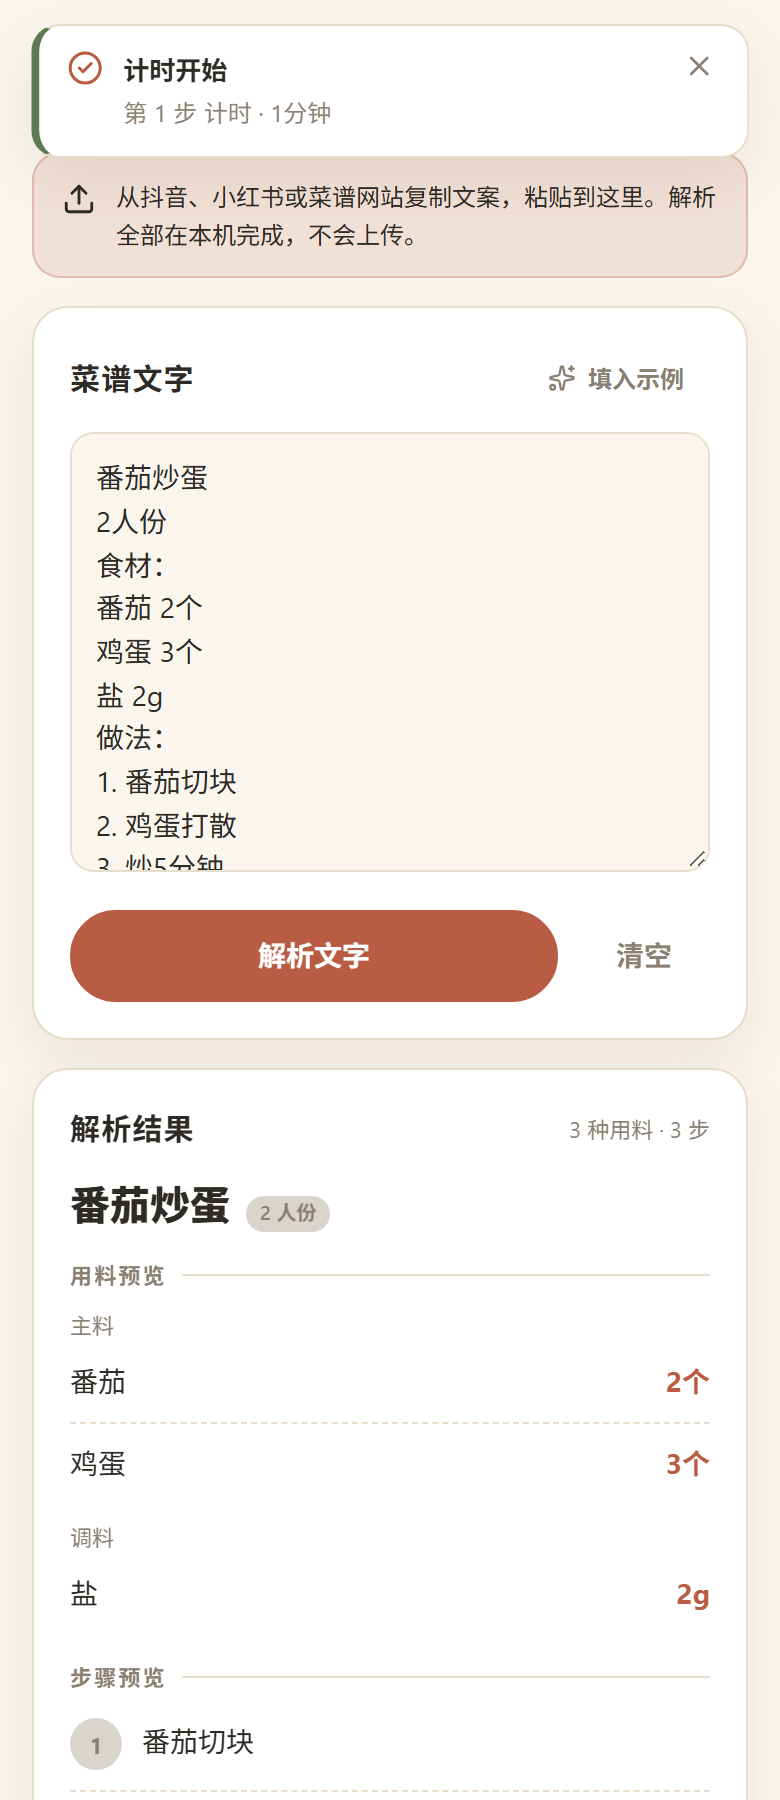 计时开始
第 1 步 计时 · 1分钟
从抖音、小红书或菜谱网站复制文案，粘贴到这里。解析
全部在本机完成，不会上传。
菜谱文字
填入示例
番茄炒蛋
2人份
食材：
番茄 2个
鸡蛋 3个
盐 2g
做法：
1. 番茄切块
2. 鸡蛋打散
3. 炒5分钟
解析文字
清空
解析结果
3 种用料 · 3 步
番茄炒蛋
2 人份
用料预览
主料
番茄
2个
鸡蛋
3个
调料
盐
2g
步骤预览
1
番茄切块